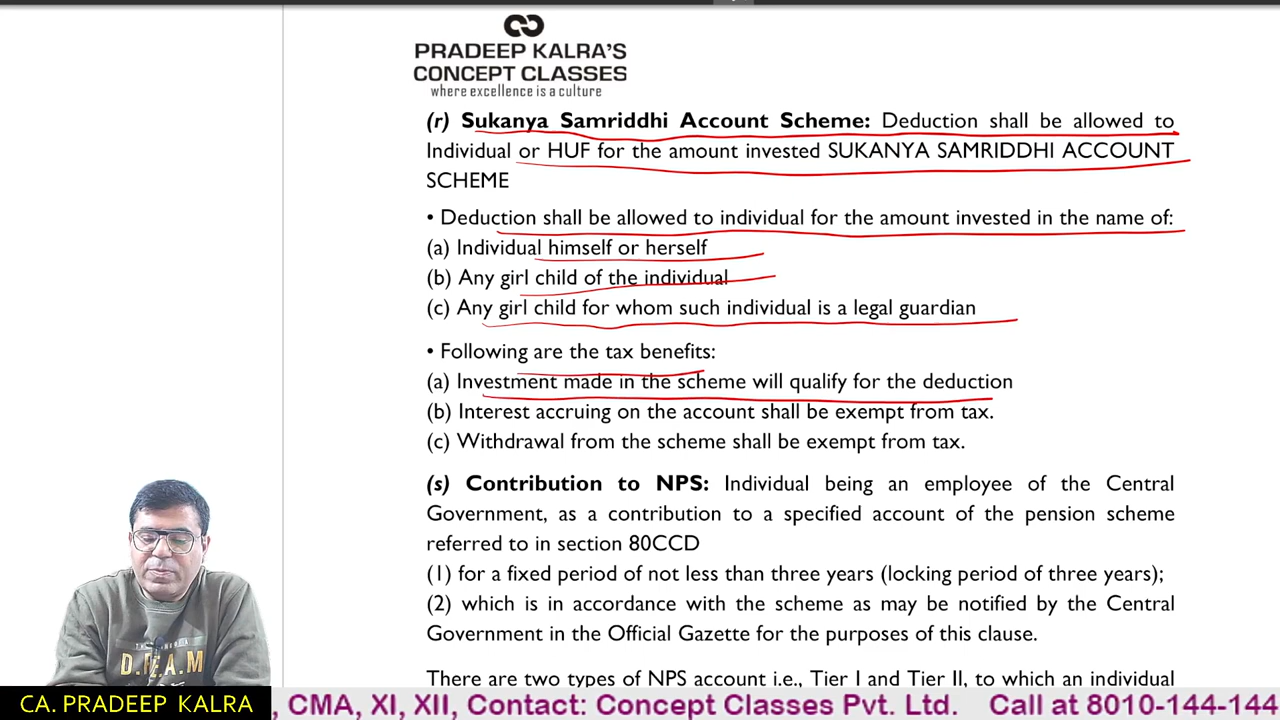 PRADEEP KALRA'S
CONCEPT CLASSES
where excellence is a culture
(r) Sukanya Samriddhi Account Scheme: Deduction shall be allowed to
Individual or HUF for the amount invested SUKANYA SAMRIDDHI ACCOUNT
SCHEME
• Deduction shall be allowed to individual for the amount invested in the name of:
(a) Individual himself or herself
(b) Any girl child of the individual
(c) Any girl child for whom such individual is a legal guardian
• Following are the tax benefits:
(a) Investment made in the scheme will qualify for the deduction
(b) Interest accruing on the account shall be exempt from tax.
(c) Withdrawal from the scheme shall be exempt from tax.
(s) Contribution to NPS: Individual being an employee of the Central
Government, as a contribution to a specified account of the pension scheme
referred to in section 80CCD
(1) for a fixed period of not less than three years (locking period of three years);
(2) which is in accordance with the scheme as may be notified by the Central
Government in the Official Gazette for the purposes of this clause.
There are two types of NPS account i.e., Tier I and Tier II, to which an individual
CA. PRADEEP KALRA
, CMA, XI, XII, Contact: Concept Classes Pvt. Ltd. Call at 8010-144-144